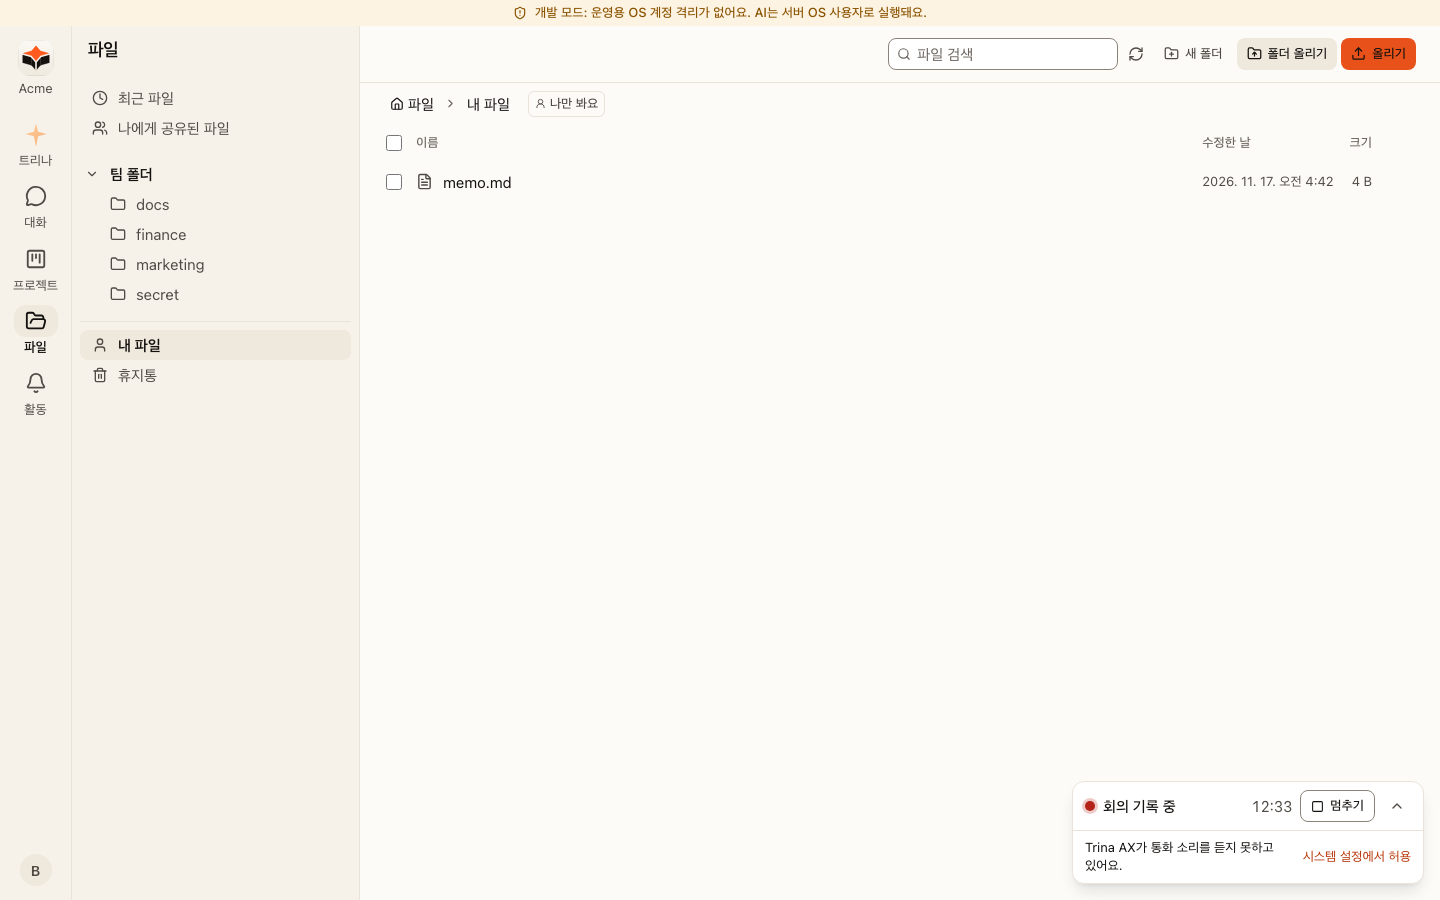 개발 모드: 운영용 OS 계정 격리가 없어요. AI는 서버 OS 사용자로 실행돼요.
Acme
트리나
대화
프로젝트
파일
활동
B
파일
최근 파일
나에게 공유된 파일
팀 폴더
docs
finance
marketing
secret
내 파일
휴지통
파일 검색
새 폴더
폴더 올리기
올리기
파일 > 내 파일 나만 봐요
이름 수정한 날 크기
memo.md 2026. 11. 17. 오전 4:42 4 B
회의 기록 중 12:33 멈추기
Trina AX가 통화 소리를 듣지 못하고
있어요.
시스템 설정에서 허용